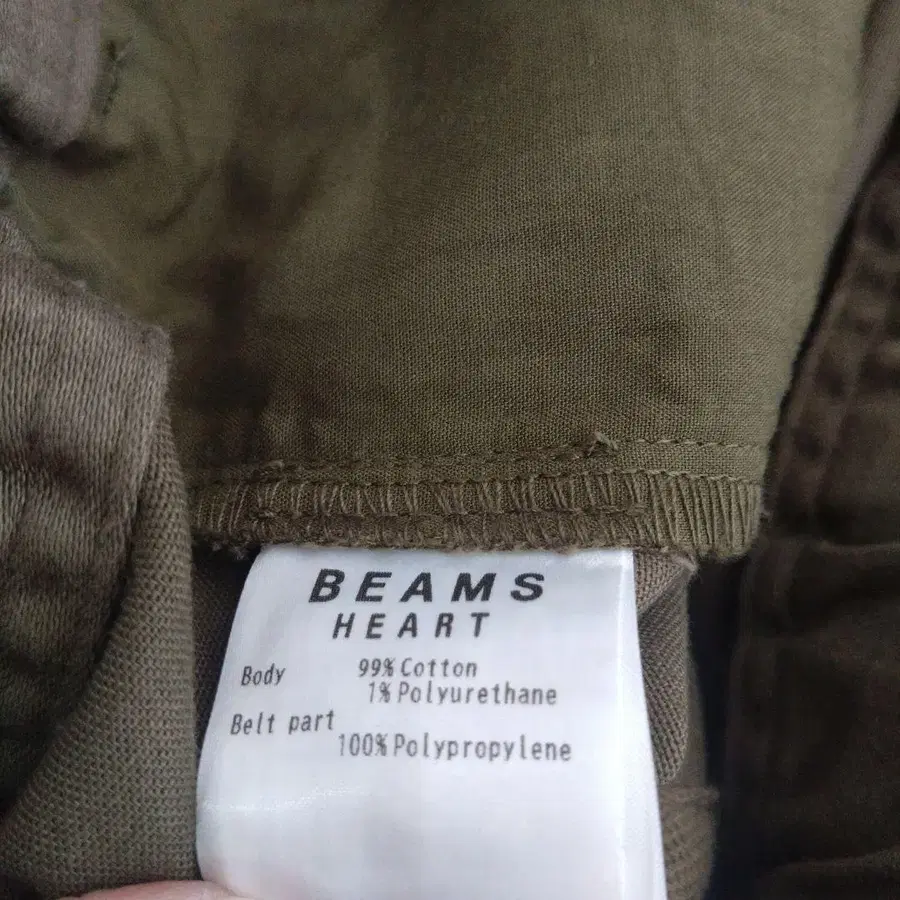 BEAMS
HEART
Body 99% Cotton
1% Polyurethane
Belt part
100% Polypropylene